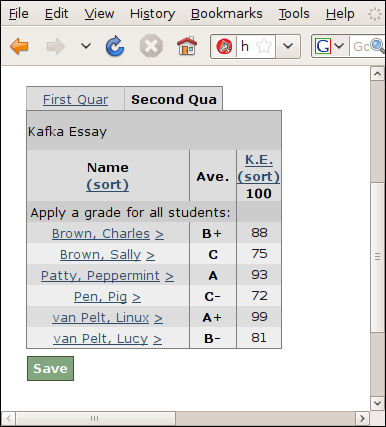 File Edit View History Bookmarks Tools Help
h
G
First Quar Second Qua
Kafka Essay
Name
(sort)
Ave.
K.E.
(sort)
100
Apply a grade for all students:
Brown, Charles > B+ 88
Brown, Sally > C 75
Patty, Peppermint > A 93
Pen, Pig > C- 72
van Pelt, Linux > A+ 99
van Pelt, Lucy > B- 81
Save